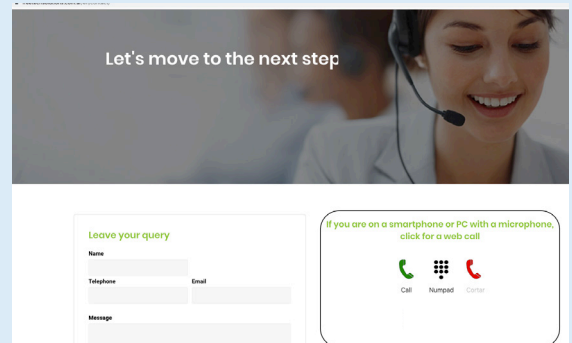 Let's move to the next step
Leave your query
Name
Telephone Email
Message
If you are on a smartphone or PC with a microphone,
click for a web call
Call Numpad Cortar